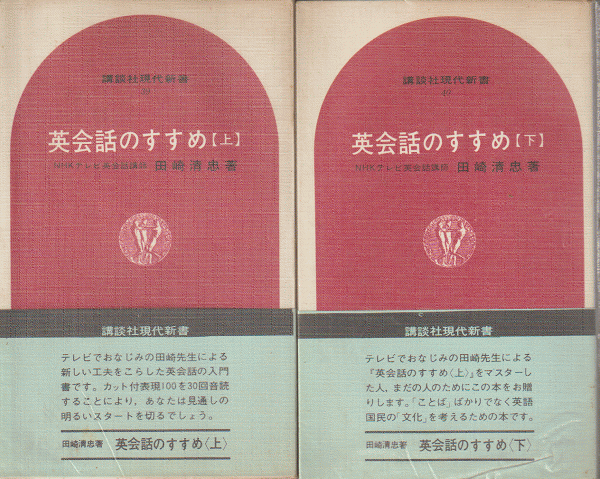 講談社現代新書
英会話のすすめ【上】
NHKテレビ英会話講師 田崎清忠著
講談社現代新書
テレビでおなじみの田崎先生による
新しい工夫をこらした英会話の入門
書です。カット付表現100を30回音読
することにより、あなたは見通しの
明るいスタートを切るでしょう。
田崎清忠著 英会話のすすめ〈上〉
講談社現代新書
英会話のすすめ【下】
NHKテレビ英会話講師 田崎清忠著
講談社現代新書
テレビでおなじみの田崎先生による
『英会話のすすめ〈上〉』をマスターし
た人、まだの人のためにこの本をお贈
りします。「ことば」ばかりでなく英語
国民の「文化」を考えるための本です。
田崎清忠著 英会話のすすめ〈下〉